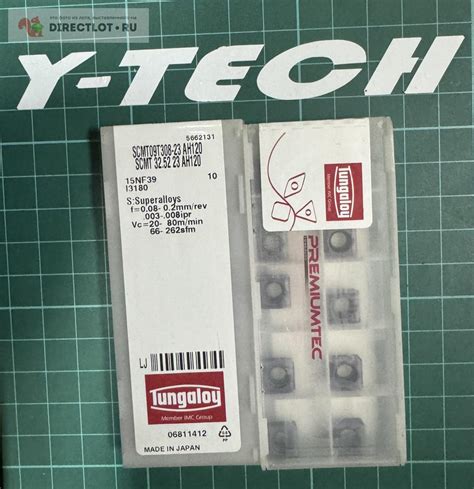 DIRECTLOT.RU
Y-TECH
5662131
SCMT09T308-23 AH120
SCMT 32.52 23 AH120
15NF39 10
I3180
S:Superalloys
f=0.08- 0.2mm/rev
.003-.008ipr
Vc=20- 80m/min
66- 262sfm
LJ
Tungaloy
Member IMC Group
06811412
MADE IN JAPAN
PP
Tungaloy
Member IMC Group
PREMIUMTEC